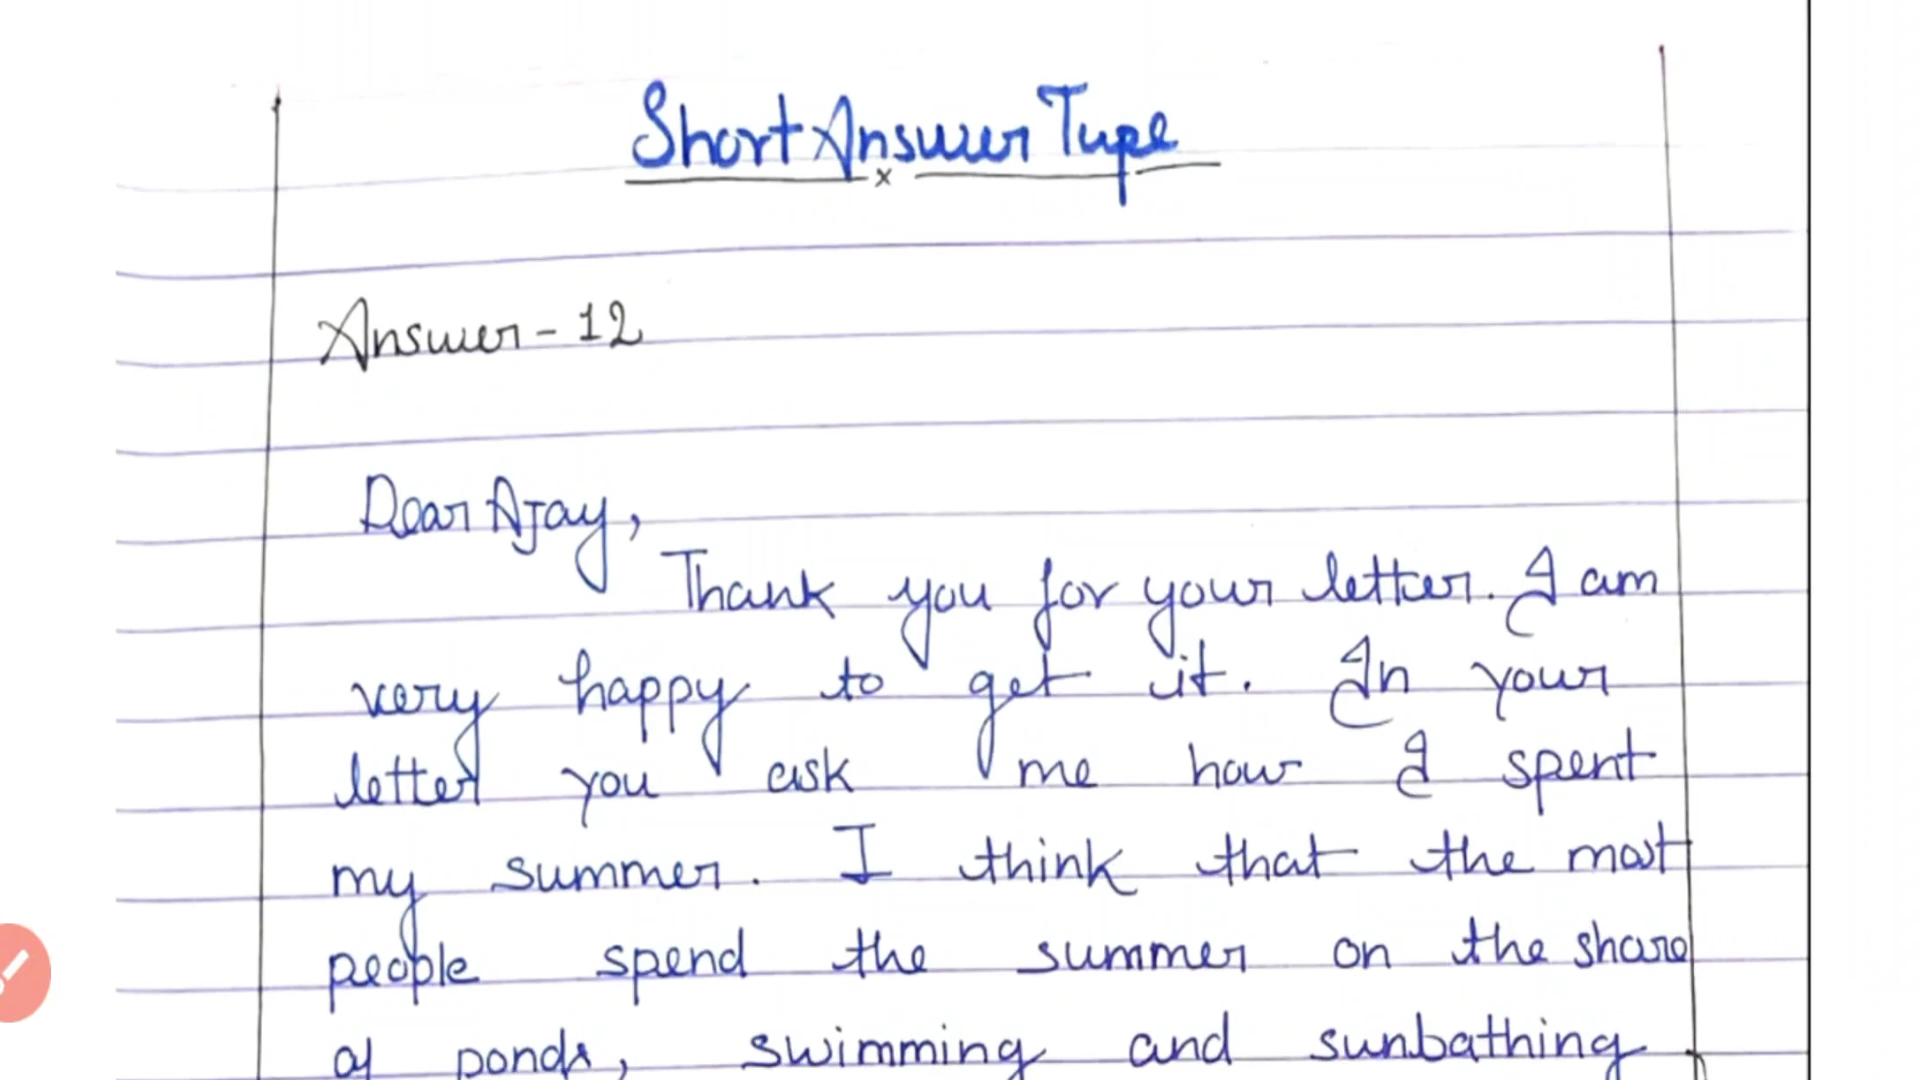 Short Answer Type
x
Answer - 12
Dear Ajay,
Thank you for your letter. I am
very happy to get it. In your
letter you ask me how I spent
my summer. I think that the most
people spend the summer on the shore
of ponds, swimming and sunbathing